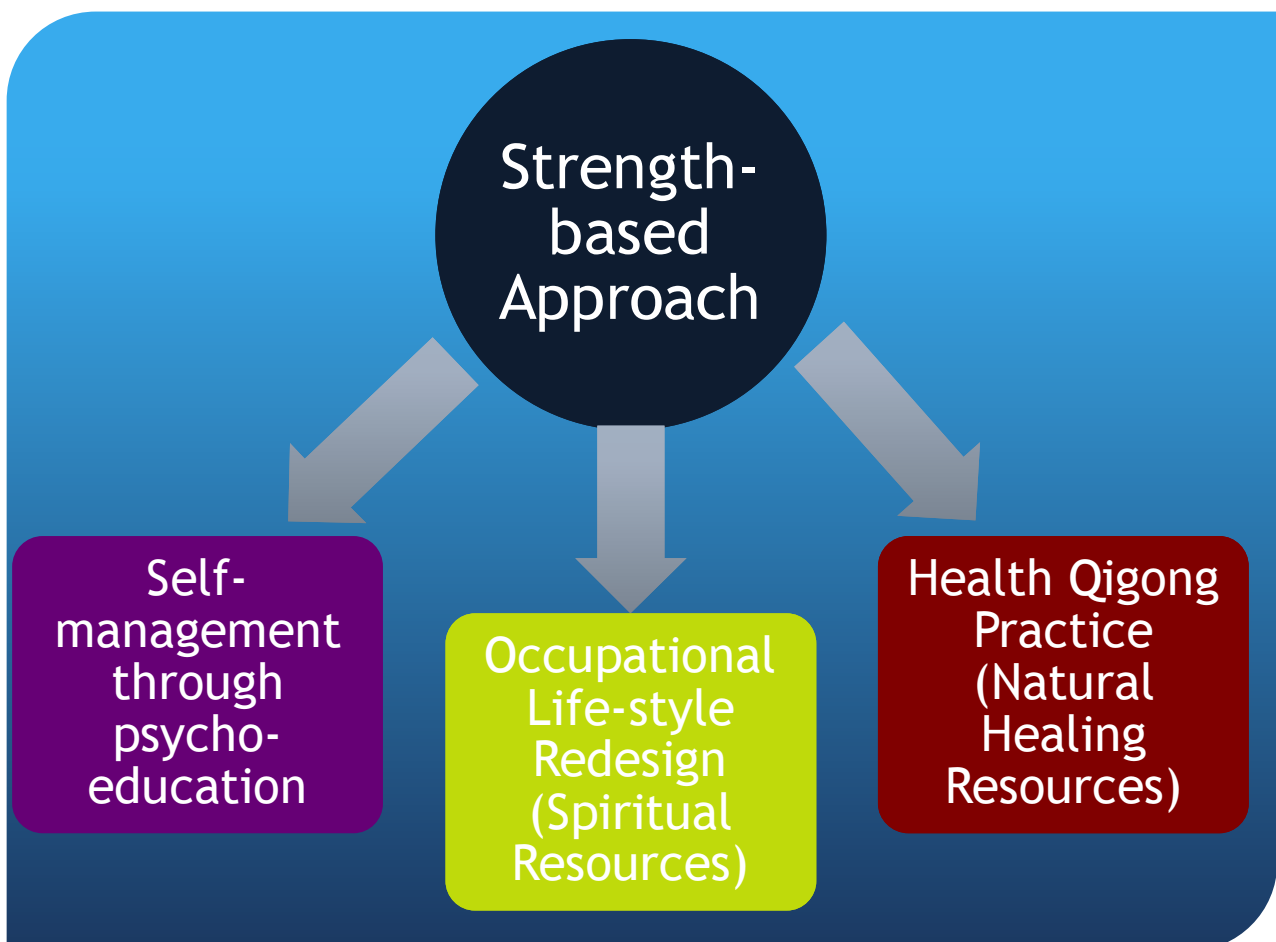 Strength-
based
Approach
Self-
management
through
psycho-
education
Occupational
Life-style
Redesign
(Spiritual
Resources)
Health Qigong
Practice
(Natural
Healing
Resources)